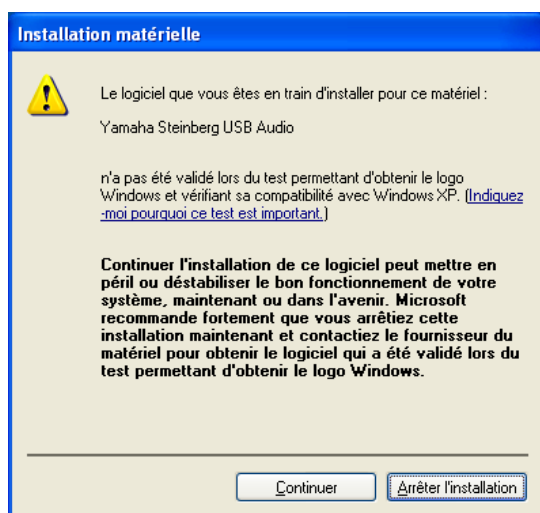 Installation matérielle
Le logiciel que vous êtes en train d'installer pour ce matériel :
Yamaha Steinberg USB Audio
n'a pas été validé lors du test permettant d'obtenir le logo
Windows et vérifiant sa compatibilité avec Windows XP. (Indiquez
-moi pourquoi ce test est important.)
Continuer l'installation de ce logiciel peut mettre en
péril ou déstabiliser le bon fonctionnement de votre
système, maintenant ou dans l'avenir. Microsoft
recommande fortement que vous arrêtiez cette
installation maintenant et contactiez le fournisseur du
matériel pour obtenir le logiciel qui a été validé lors du
test permettant d'obtenir le logo Windows.
Continuer
Arrêter l'installation